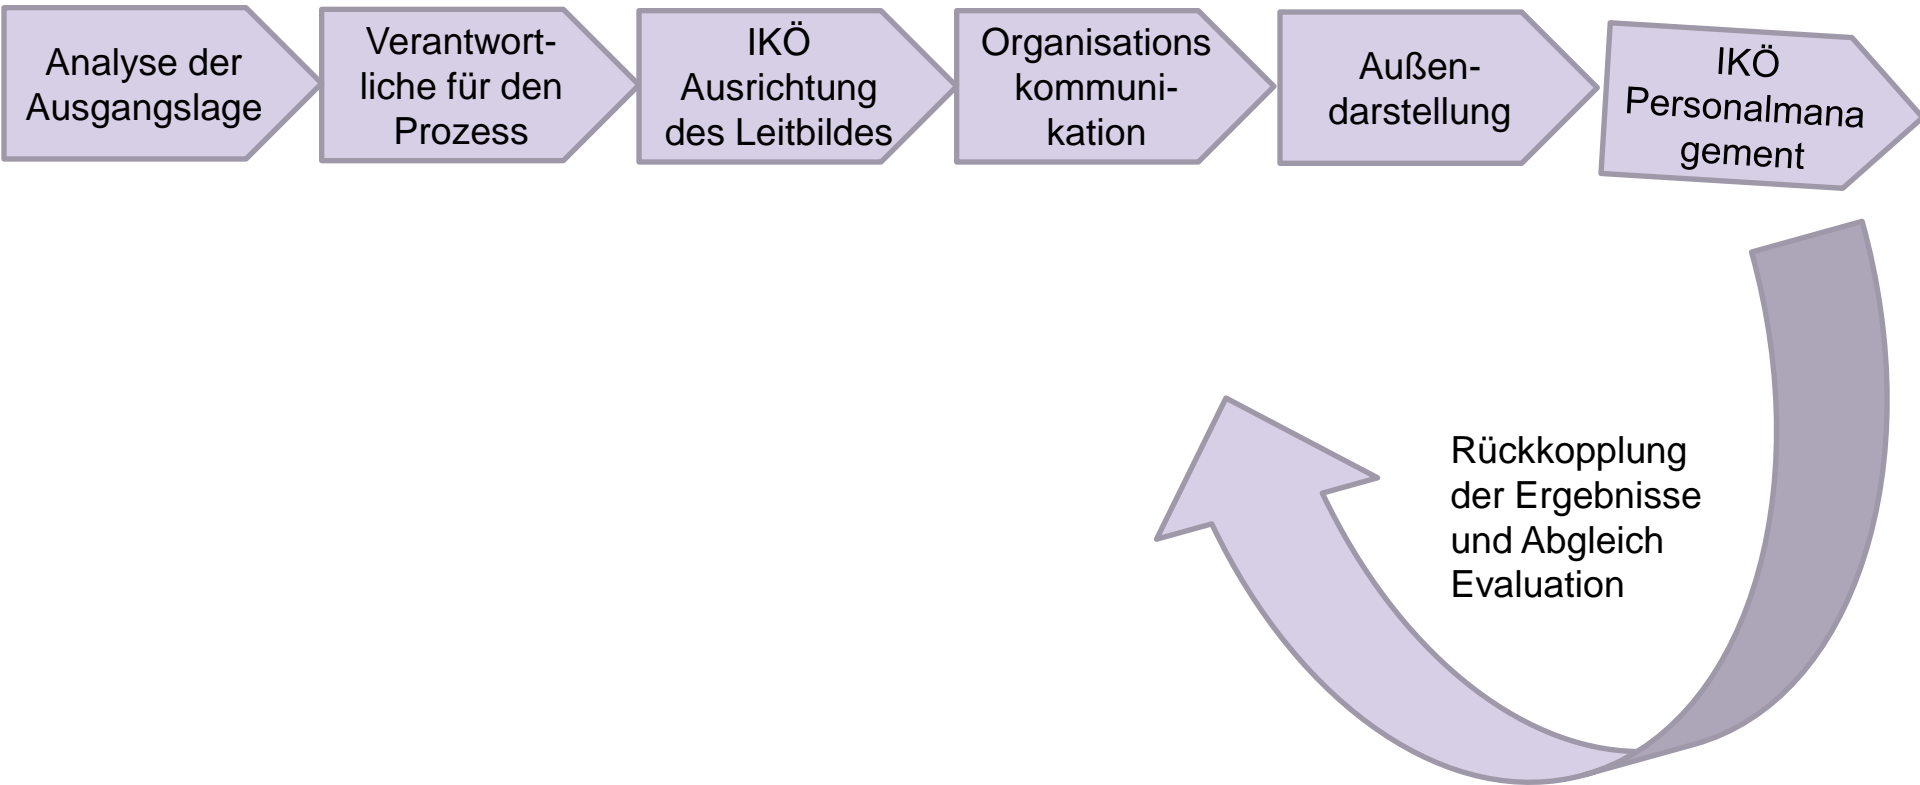 Analyse der
Ausgangslage
Verantwort-
liche für den
Prozess
IKÖ
Ausrichtung
des Leitbildes
Organisations
kommuni-
kation
Außen-
darstellung
IKÖ
Personalmana
gement
Rückkopplung
der Ergebnisse
und Abgleich
Evaluation